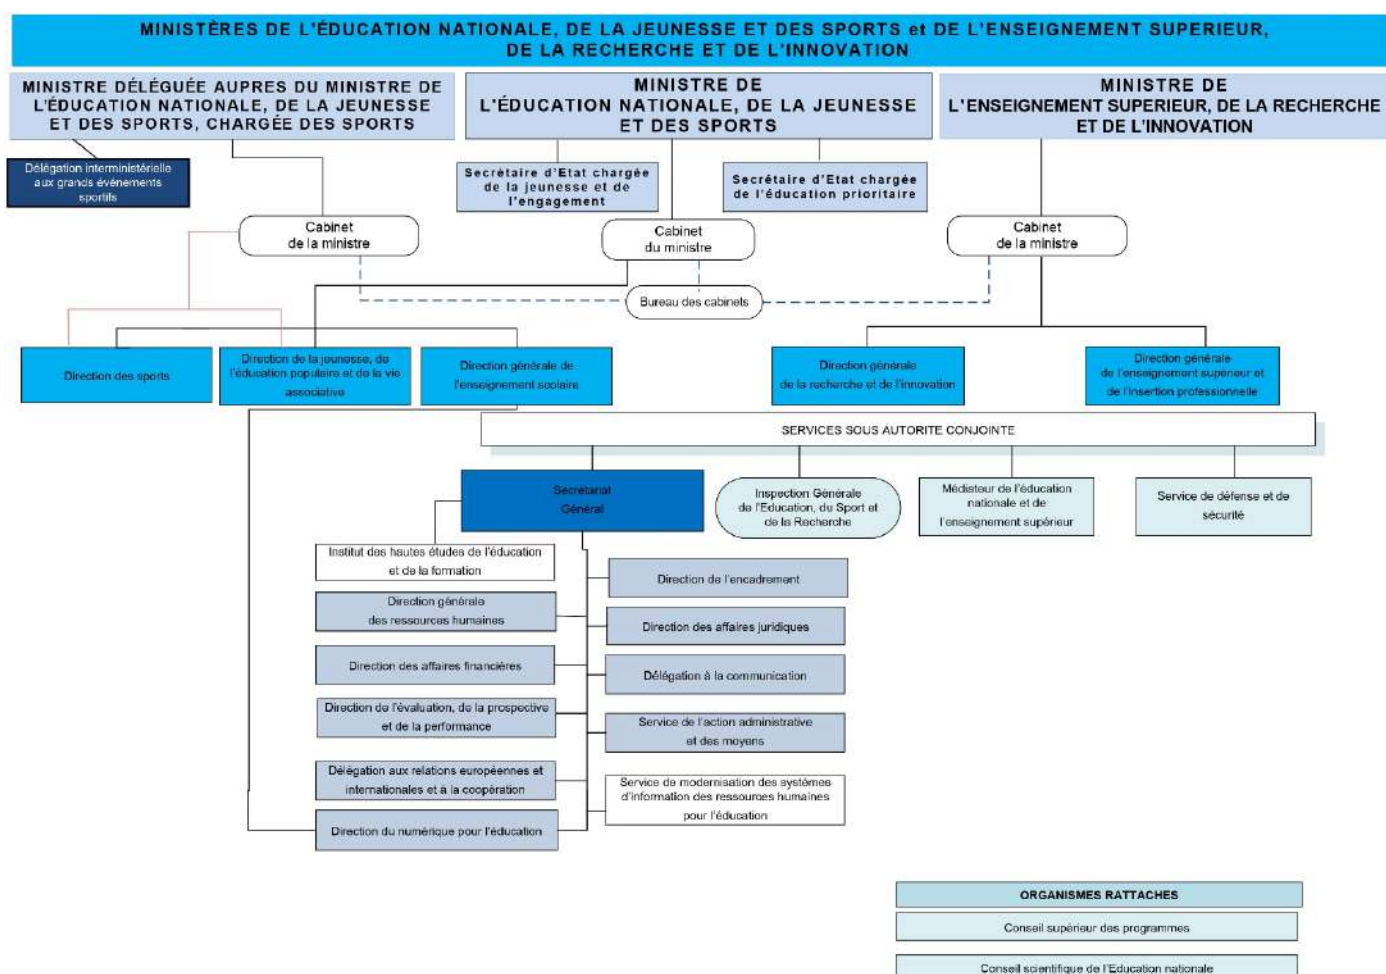 MINISTÈRES DE L'ÉDUCATION NATIONALE, DE LA JEUNESSE ET DES SPORTS et DE L'ENSEIGNEMENT SUPERIEUR,
DE LA RECHERCHE ET DE L'INNOVATION
MINISTRE DÉLÉGUÉE AUPRES DU MINISTRE DE
L'ÉDUCATION NATIONALE, DE LA JEUNESSE
ET DES SPORTS, CHARGÉE DES SPORTS
MINISTRE DE
L'ÉDUCATION NATIONALE, DE LA JEUNESSE
ET DES SPORTS
MINISTRE DE
L'ENSEIGNEMENT SUPERIEUR, DE LA RECHERCHE
ET DE L'INNOVATION
Délégation interministérielle
aux grands événements
sportifs
Secrétaire d'Etat chargée
de la jeunesse et de
l'engagement
Secrétaire d'Etat chargée
de l'éducation prioritaire
Cabinet
de la ministre
Cabinet
du ministre
Cabinet
de la ministre
Bureau des cabinets
Direction des sports
Direction de la jeunesse, de
l'éducation populaire et de la vie
associative
Direction générale de
l'enseignement scolaire
Direction générale
de la recherche et de l'innovation
Direction générale
de l'enseignement supérieur et
de l'insertion professionnelle
SERVICES SOUS AUTORITE CONJOINTE
Secrétariat
Général
Inspection Générale
de l'Education, du Sport et
de la Recherche
Médiateur de l'éducation
nationale et de
l'enseignement supérieur
Service de défense et de
sécurité
Institut des hautes études de l'éducation
et de la formation
Direction de l'encadrement
Direction générale
des ressources humaines
Direction des affaires juridiques
Direction des affaires financières
Délégation à la communication
Direction de l'évaluation, de la prospective
et de la performance
Service de l'action administrative
et des moyens
Délégation aux relations européennes et
internationales et à la coopération
Service de modernisation des systèmes
d'information des ressources humaines
pour l'éducation
Direction du numérique pour l'éducation
ORGANISMES RATTACHES
Conseil supérieur des programmes
Conseil scientifique de l'Education nationale